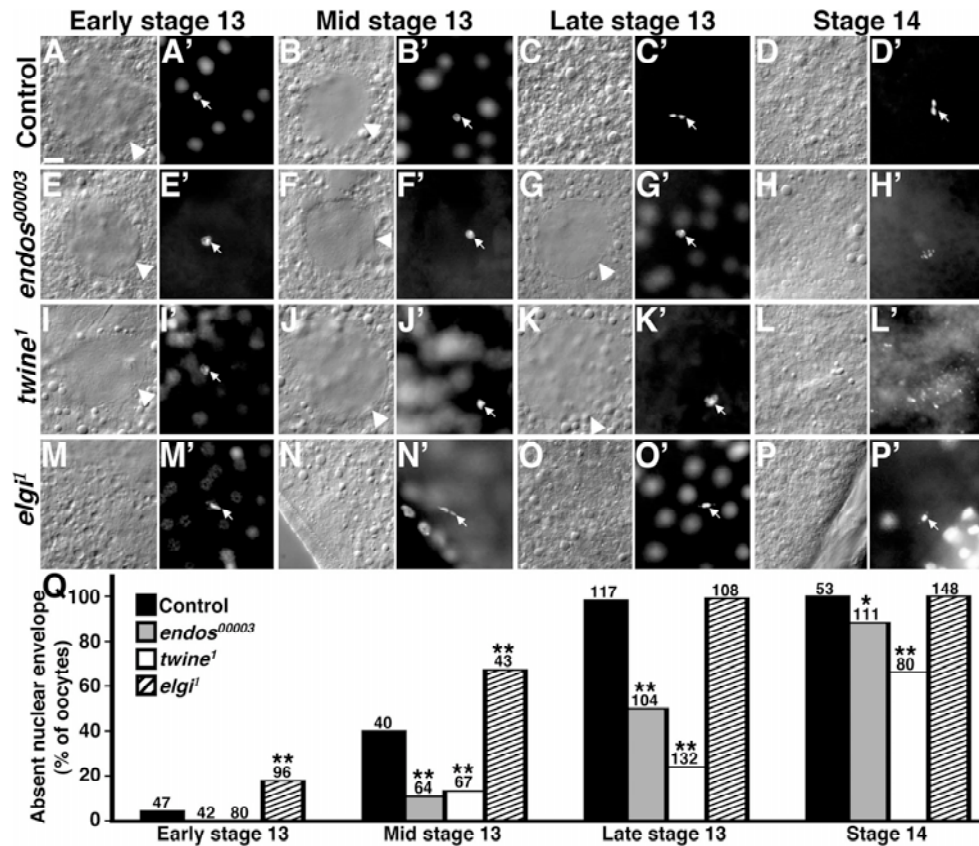 Early stage 13 Mid stage 13 Late stage 13 Stage 14
Control
A A’ B B’ C C’ D D’
endos00003
E E’ F F’ G G’ H H’
twine1
I I’ J J’ K K’ L L’
elgi1
M M’ N N’ O O’ P P’
Q
Absent nuclear envelope
(% of oocytes)
100
80
60
40
20
0
Control
endos00003
twine1
elgi1
47 42 80 ** 96
40 ** 64 ** 67 ** 43
117 ** 104 ** 132 108
53 * 111 ** 80 148
Early stage 13 Mid stage 13 Late stage 13 Stage 14